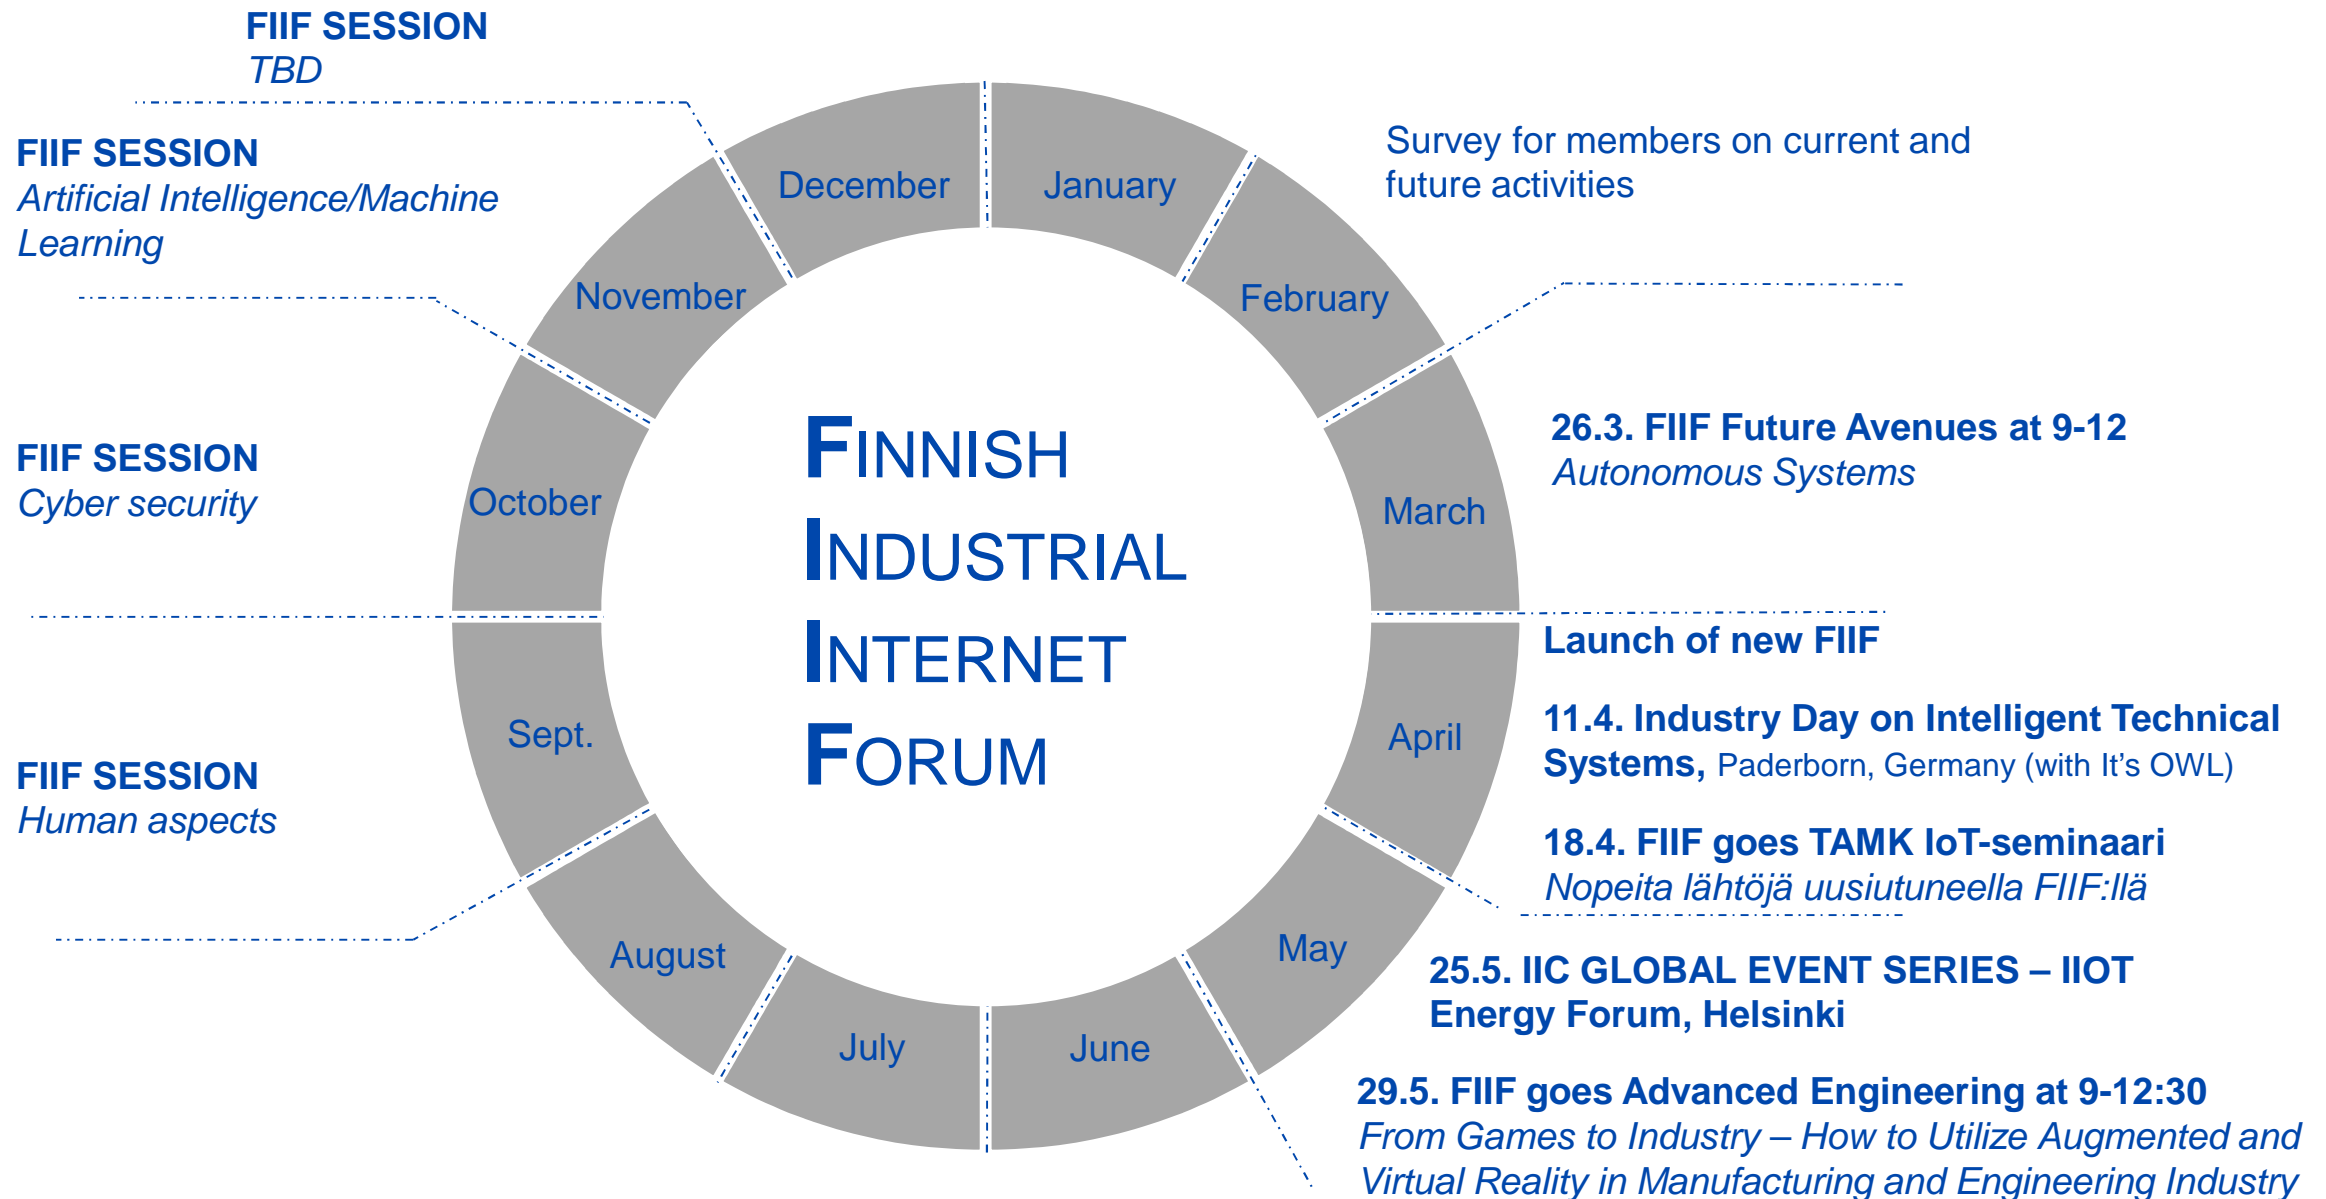 FIIF SESSION
TBD
FIIF SESSION
Artificial Intelligence/Machine
Learning
FIIF SESSION
Cyber security
FIIF SESSION
Human aspects
December
January
November
February
October
March
Sept.
April
August
May
July
June
FINNISH
INDUSTRIAL
INTERNET
FORUM
Survey for members on current and
future activities
26.3. FIIF Future Avenues at 9-12
Autonomous Systems
Launch of new FIIF
11.4. Industry Day on Intelligent Technical
Systems, Paderborn, Germany (with It’s OWL)
18.4. FIIF goes TAMK IoT-seminaari
Nopeita lähtöjä uusiutuneella FIIF:llä
25.5. IIC GLOBAL EVENT SERIES – IIOT
Energy Forum, Helsinki
29.5. FIIF goes Advanced Engineering at 9-12:30
From Games to Industry – How to Utilize Augmented and
Virtual Reality in Manufacturing and Engineering Industry